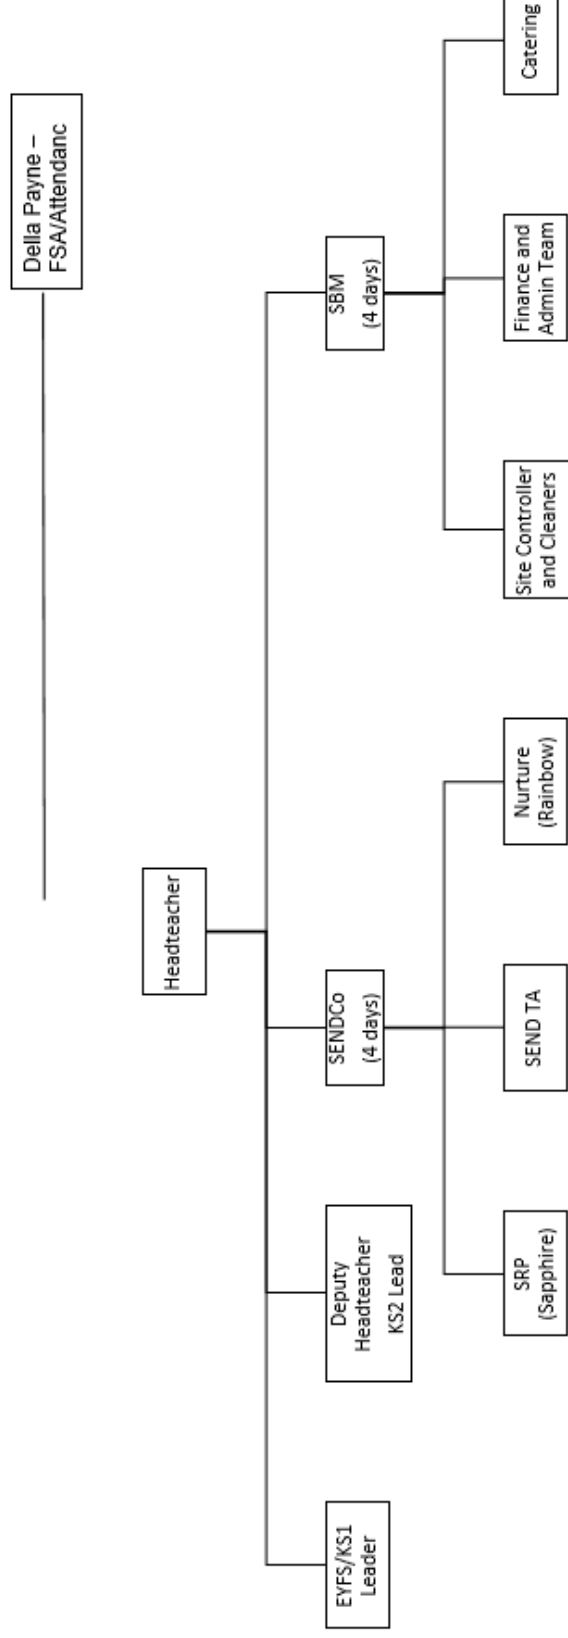 Della Payne –
FSA/Attendanc
Headteacher
EYFS/KS1
Leader
Deputy
Headteacher
KS2 Lead
SENDCo
(4 days)
SBM
(4 days)
SRP
(Sapphire)
SEND TA
Nurture
(Rainbow)
Site Controller
and Cleaners
Finance and
Admin Team
Catering